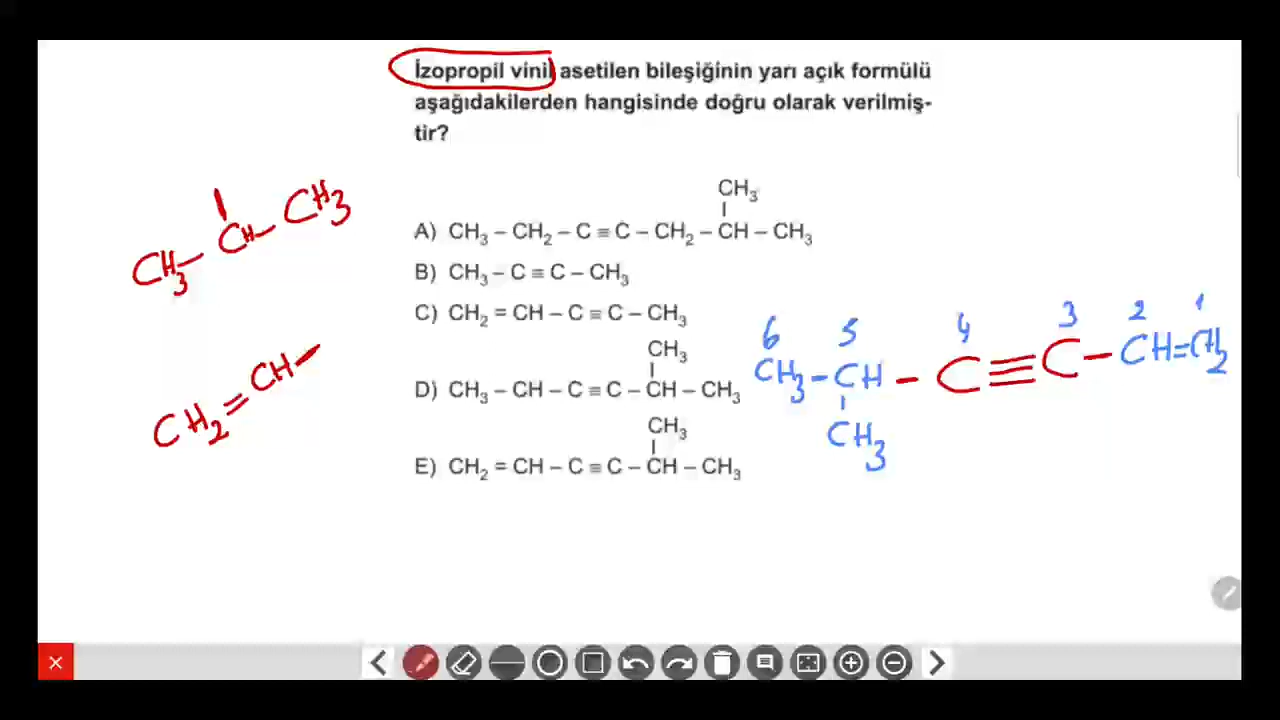 İzopropil vinil asetilen bileşiğinin yarı açık formülü
aşağıdakilerden hangisinde doğru olarak verilmiş-
tir?
CH3
A) CH3 – CH2 – C ≡ C – CH2 – CH – CH3
B) CH3 – C ≡ C – CH3
C) CH2 = CH – C ≡ C – CH3
CH3
D) CH3 – CH – C ≡ C – CH – CH3
CH3
E) CH2 = CH – C ≡ C – CH – CH3
CH3 – CH – CH3
CH2 = CH –
6 5 4 3 2 1
CH3 – CH – C ≡ C – CH = CH2
CH3